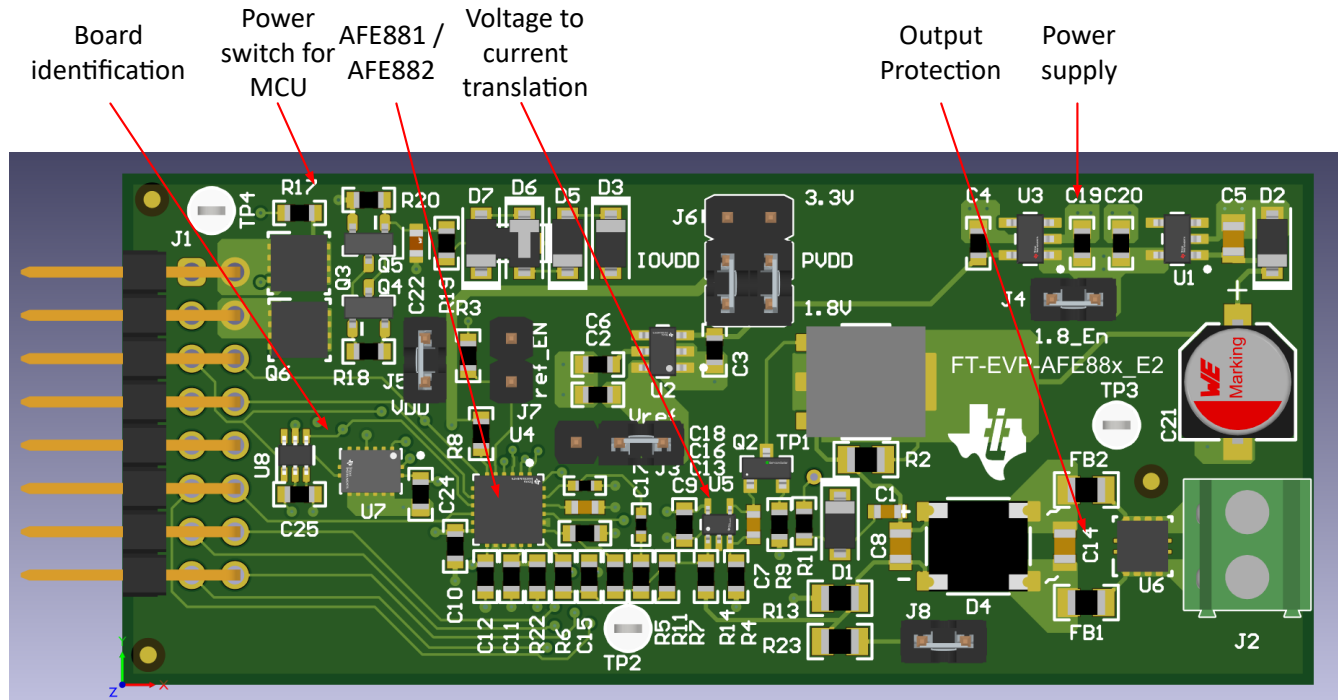 Board
identification
Power
switch for
MCU
AFE881 /
AFE882
Voltage to
current
translation
Output
Protection
Power
supply
TP4
R17
R20
D7
D6
D5
D3
J6
3.3V
C4
U3
C19
C20
C5
D2
J1
Q3
Q5
Q4
C22
R19
IOVDD
PVDD
U1
J4
1.8V
1.8_En
R3
Vref_EN
C6
C2
C3
Q6
R18
J5
VDD
U2
FT-EVP-AFE88x_E2
WE
Marking
TP3
C21
J7
U4
Vref
R8
J3
C18
C16
C13
Q2
TP1
R2
ti
FB2
U8
U7
C24
C25
C17
C9
U5
C1
C8
C14
C10
C7
R9
R1
D1
D4
U6
C12
C11
R22
R6
C15
R5
R11
R7
R14
R4
R13
R23
J8
FB1
J2
TP2
Y
Z
X